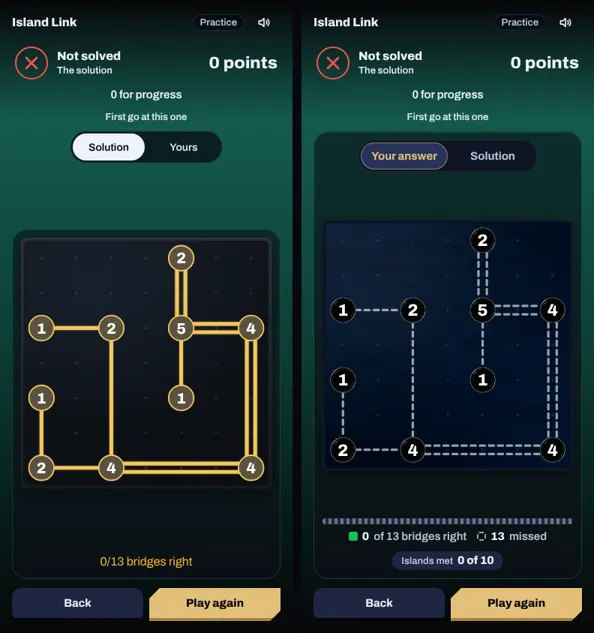 Island Link
Practice
Not solved
The solution
0 points
0 for progress
First go at this one
Solution
Yours
2
1 2 5 4
1 1
2 4 4
0/13 bridges right
Back
Play again
Island Link
Practice
Not solved
The solution
0 points
0 for progress
First go at this one
Your answer
Solution
2
1 2 5 4
1 1
2 4 4
0 of 13 bridges right 13 missed
Islands met 0 of 10
Back
Play again